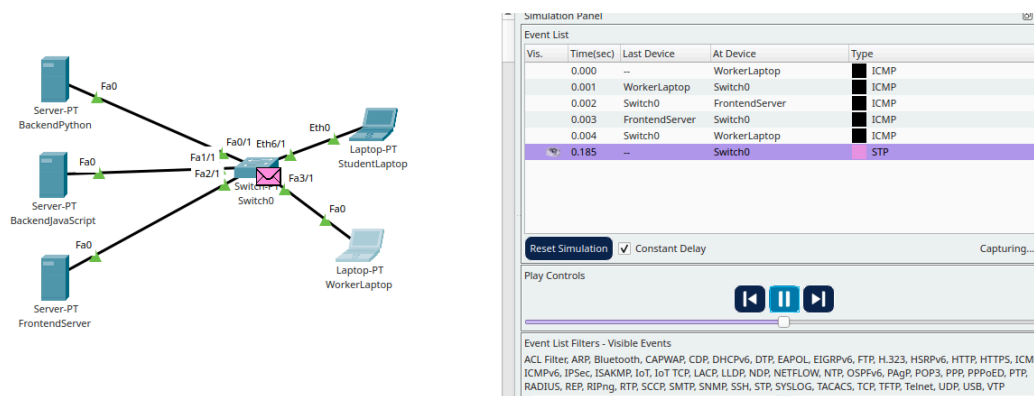 Fa0
Server-PT
BackendPython
Fa0
Server-PT
BackendJavaScript
Fa0
Server-PT
FrontendServer
Fa0/1 Eth6/1
Fa1/1
Fa2/1
Fa3/1
Switch0
Eth0
Laptop-PT
StudentLaptop
Fa0
Laptop-PT
WorkerLaptop
Simulation Panel
Event List
Vis. Time(sec) Last Device At Device Type
0.000 -- WorkerLaptop ICMP
0.001 WorkerLaptop Switch0 ICMP
0.002 Switch0 FrontendServer ICMP
0.003 FrontendServer Switch0 ICMP
0.004 Switch0 WorkerLaptop ICMP
0.185 -- Switch0 STP
Reset Simulation Constant Delay Capturing...
Play Controls
Event List Filters - Visible Events
ACL Filter, ARP, Bluetooth, CAPWAP, CDP, DHCPv6, DTP, EAPOL, EIGRPv6, FTP, H.323, HSRPv6, HTTP, HTTPS, ICM
ICMPv6, IPSec, ISAKMP, IoT, IoT TCP, LACP, LLDP, NDP, NETFLOW, NTP, OSPFv6, PAgP, POP3, PPP, PPPoED, PTP,
RADIUS, REP, RIPng, RTP, SCCP, SMTP, SNMP, SSH, STP, SYSLOG, TACACS, TCP, TFTP, Telnet, UDP, USB, VTP